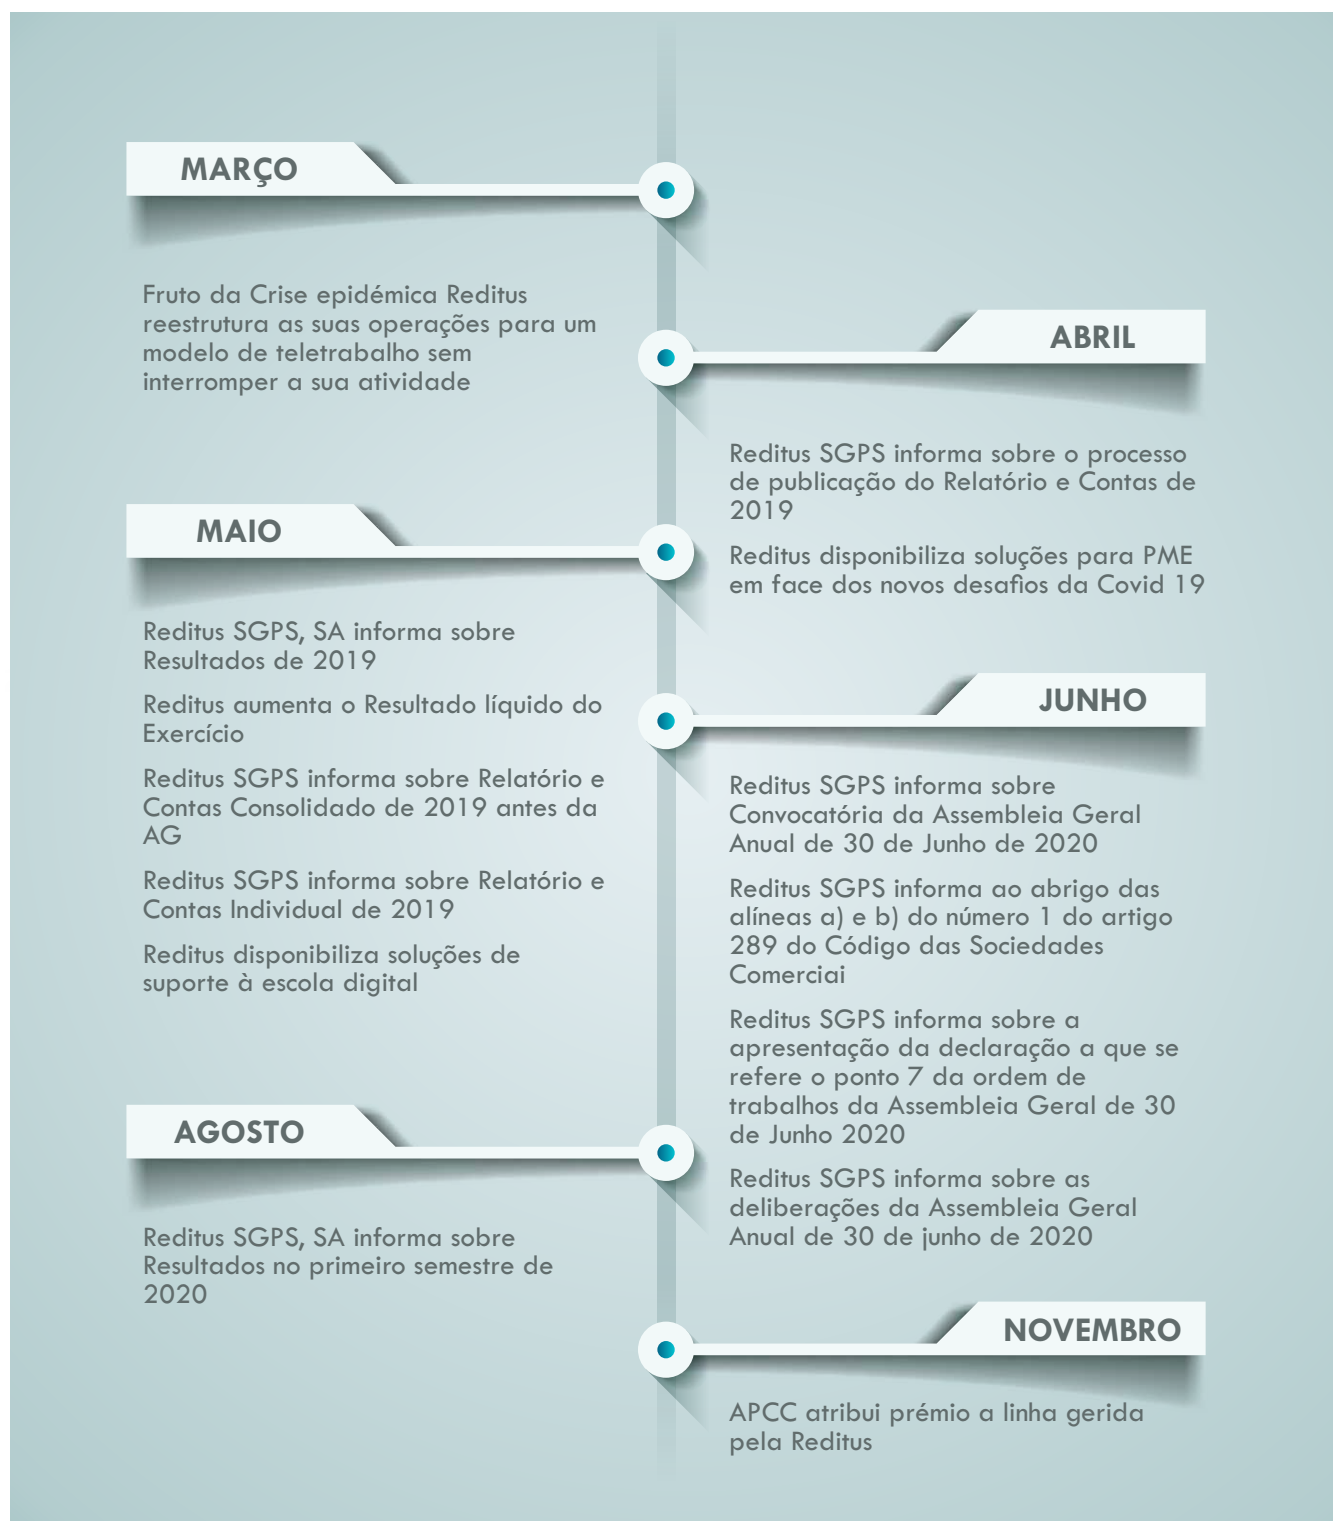 MARÇO
Fruto da Crise epidémica Reditus
reestrutura as suas operações para um
modelo de teletrabalho sem
interromper a sua atividade
ABRIL
Reditus SGPS informa sobre o processo
de publicação do Relatório e Contas de
2019
Reditus disponibiliza soluções para PME
em face dos novos desafios da Covid 19
MAIO
Reditus SGPS, SA informa sobre
Resultados de 2019
Reditus aumenta o Resultado líquido do
Exercício
Reditus SGPS informa sobre Relatório e
Contas Consolidado de 2019 antes da
AG
Reditus SGPS informa sobre Relatório e
Contas Individual de 2019
Reditus disponibiliza soluções de
suporte à escola digital
JUNHO
Reditus SGPS informa sobre
Convocatória da Assembleia Geral
Anual de 30 de Junho de 2020
Reditus SGPS informa ao abrigo das
alíneas a) e b) do número 1 do artigo
289 do Código das Sociedades
Comerciai
Reditus SGPS informa sobre a
apresentação da declaração a que se
refere o ponto 7 da ordem de
trabalhos da Assembleia Geral de 30
de Junho 2020
Reditus SGPS informa sobre as
deliberações da Assembleia Geral
Anual de 30 de junho de 2020
AGOSTO
Reditus SGPS, SA informa sobre
Resultados no primeiro semestre de
2020
NOVEMBRO
APCC atribui prémio a linha gerida
pela Reditus